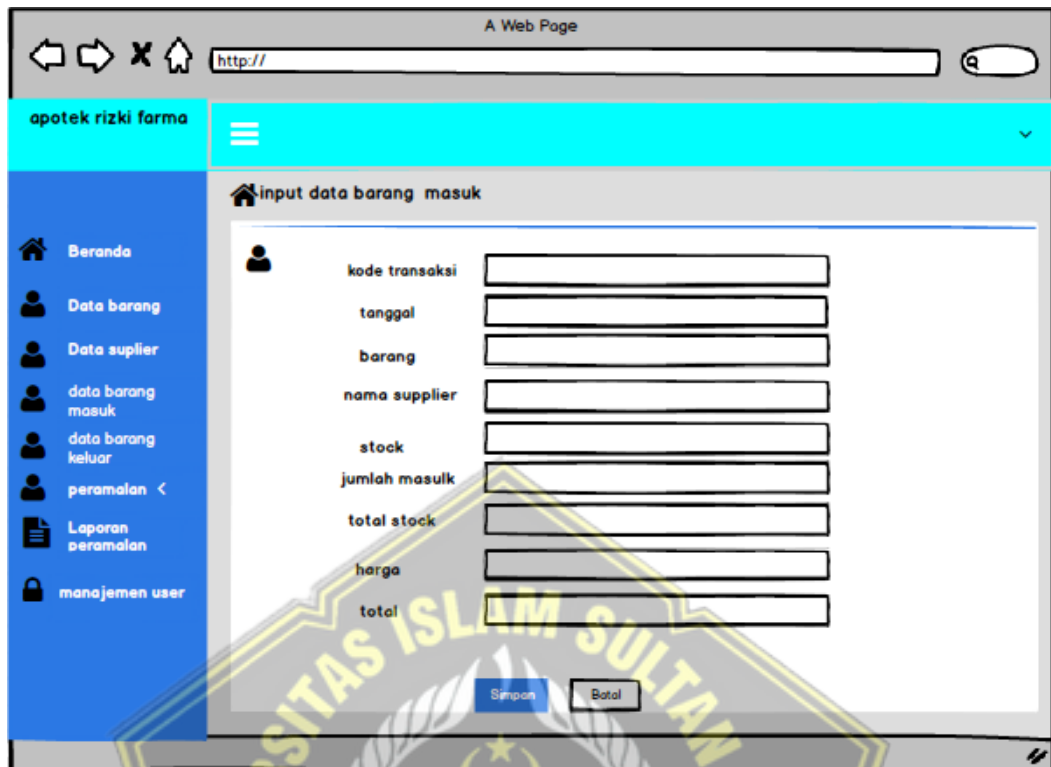 A Web Page
http://
apotek rizki farma
input data barang masuk
Beranda
Data barang
Data suplier
data barang
masuk
data barang
keluar
peramalan <
Laporan
peramalan
manajemen user
kode transaksi
tanggal
barang
nama supplier
stock
jumlah masulk
total stock
harga
total
Simpan
Batal
SITAS ISLAM SULTAN